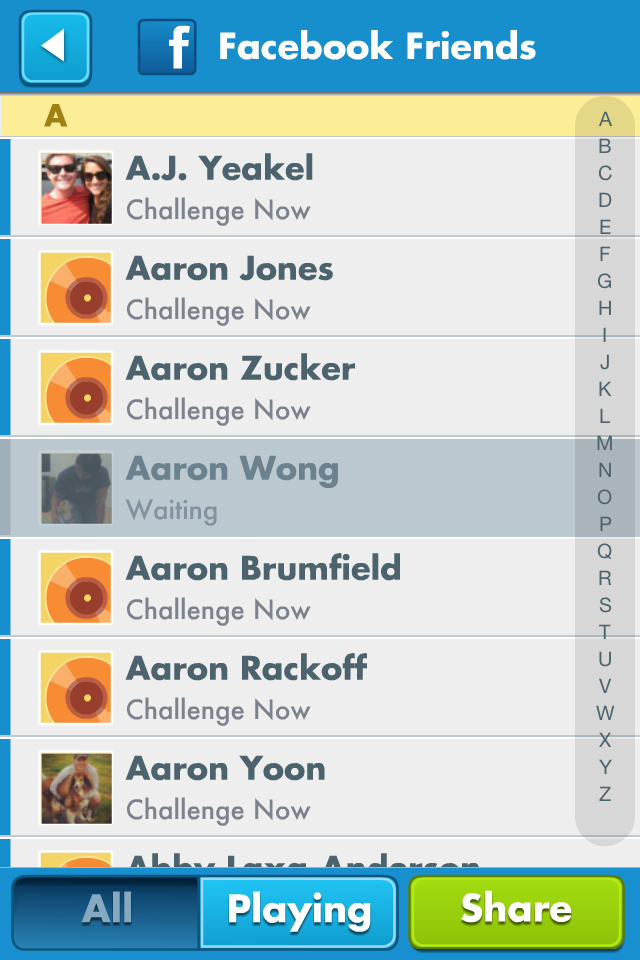 f Facebook Friends
A
A.J. Yeakel
Challenge Now
Aaron Jones
Challenge Now
Aaron Zucker
Challenge Now
Aaron Wong
Waiting
Aaron Brumfield
Challenge Now
Aaron Rackoff
Challenge Now
Aaron Yoon
Challenge Now
Abby Laxa Anderson
A
B
C
D
E
F
G
H
I
J
K
L
M
N
O
P
Q
R
S
T
U
V
W
X
Y
Z
All
Playing
Share